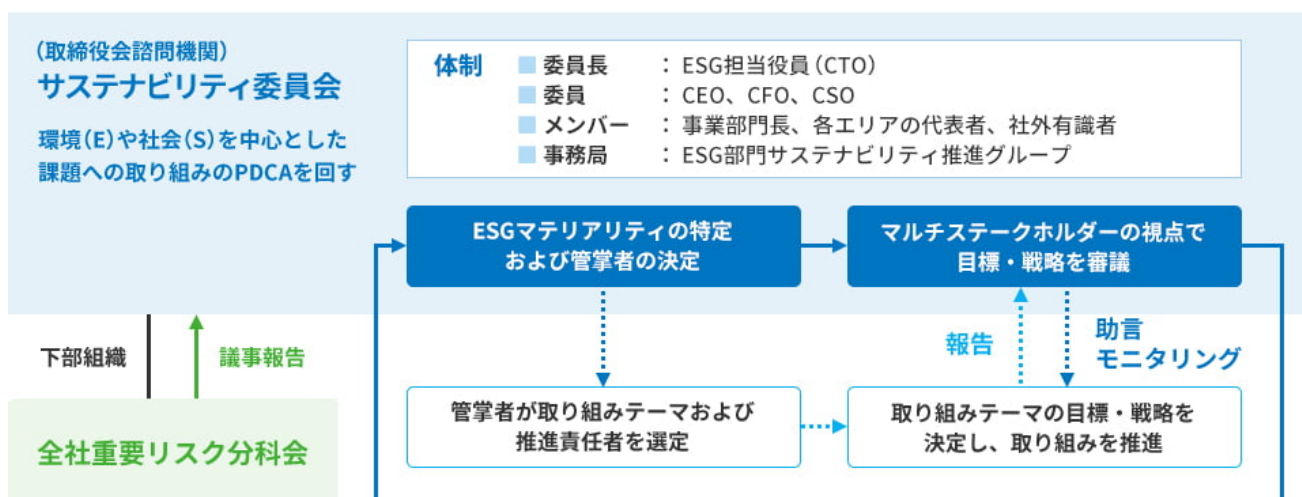 (取締役会諮問機関)
サステナビリティ委員会
環境(E)や社会(S)を中心とした
課題への取り組みのPDCAを回す
体制
■ 委員長 : ESG担当役員(CTO)
■ 委員 : CEO、CFO、CSO
■ メンバー : 事業部門長、各エリアの代表者、社外有識者
■ 事務局 : ESG部門サステナビリティ推進グループ
ESGマテリアリティの特定
および管掌者の決定
マルチステークホルダーの視点で
目標・戦略を審議
下部組織
議事報告
報告
助言
モニタリング
全社重要リスク分科会
管掌者が取り組みテーマおよび
推進責任者を選定
取り組みテーマの目標・戦略を
決定し、取り組みを推進